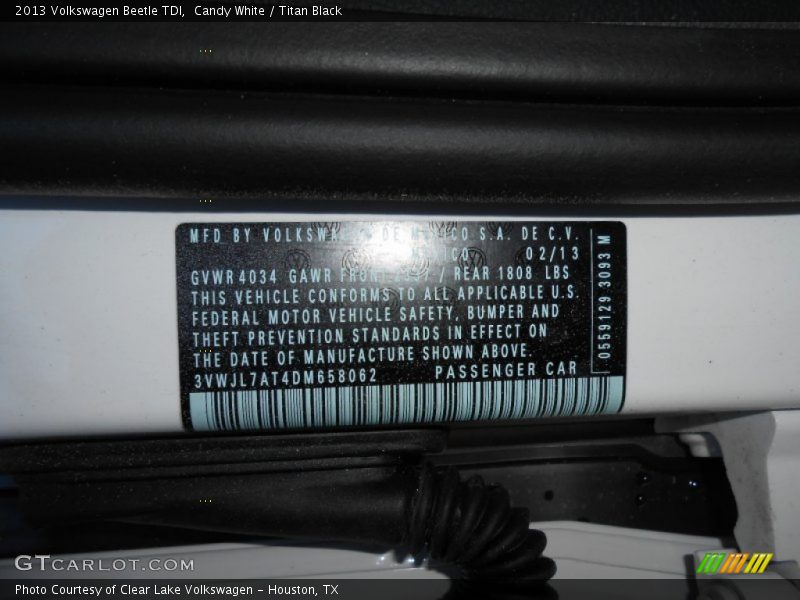 2013 Volkswagen Beetle TDI, Candy White / Titan Black
MFD BY VOLKSWAGEN DE MEXICO S.A. DE C.V.
MEXICO 02/13
GVWR 4034 GAWR FRONT / REAR 1808 LBS
THIS VEHICLE CONFORMS TO ALL APPLICABLE U.S.
FEDERAL MOTOR VEHICLE SAFETY, BUMPER AND
THEFT PREVENTION STANDARDS IN EFFECT ON
THE DATE OF MANUFACTURE SHOWN ABOVE.
3VWJL7AT4DM658062 PASSENGER CAR
0559129 3093 M
GTCARLOT.COM
Photo Courtesy of Clear Lake Volkswagen – Houston, TX